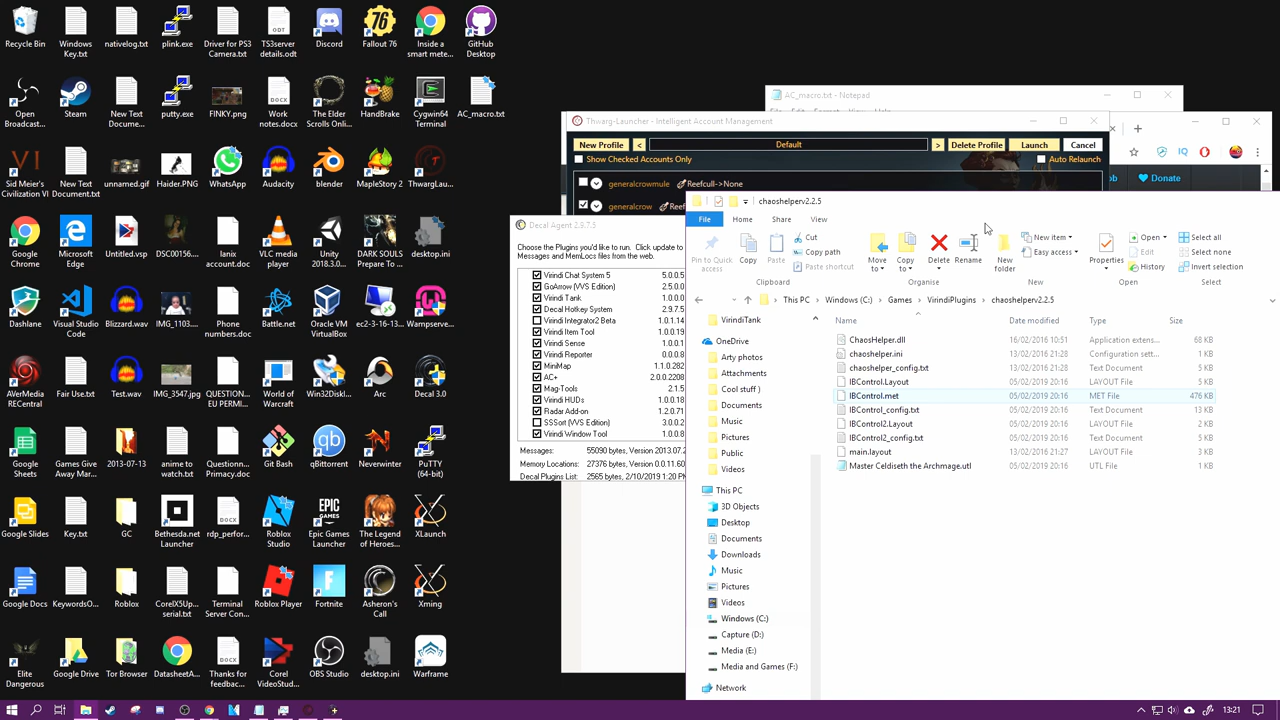 Recycle Bin
Windows Key.txt
nativelog.txt
plink.exe
Driver for PS3 Camera.txt
TS3server details.odt
Discord
Fallout 76
Inside a smart mete...
GitHub Desktop
Open Broadcast...
Steam
New Text Document...
putty.exe
FINKY.png
Work notes.docx
The Elder Scrolls Onli...
HandBrake
Cygwin64 Terminal
AC_macro.txt
Sid Meier's Civilization VI
New Text Document.txt
unnamed.gif
Haider.PNG
WhatsApp
Audacity
blender
MapleStory 2
ThwargLau...
Google Chrome
Microsoft Edge
Untitled.vsp
lanix account.docx
VLC media player
Unity 2018.3.0...
DARK SOULS Prepare To ...
desktop.ini
Dashlane
Visual Studio Code
Blizzard.wav
IMG_1103....
Phone numbers.doc
Battle.net
Oracle VM VirtualBox
ec2-3-16-13...
Wampserve...
AVerMedia RECentral
Fair Use.txt
Test.wav
IMG_3547.jpg
QUESTION... EU PERMI...
World of Warcraft
Win32Diskl...
Arc
Decal 3.0
Google Sheets
Games Give Away Mar...
2013-07-13
anime to watch.txt
Questionn... Primacy.docx
Git Bash
qBittorrent
Neverwinter
PuTTY (64-bit)
Google Slides
Key.txt
GC
Bethesda.net Launcher
rdp_perfor...
Roblox Studio
Epic Games Launcher
The Legend of Heroes...
XLaunch
Google Docs
KeywordsO...
Roblox
CorelX5Up... serial.txt
Terminal Server Con...
Roblox Player
Fortnite
Asheron's Call
Xming
Elite Dangerous
Google Drive
Tor Browser
DatasheetA...
Thanks for feedbac...
Corel VideoStud...
OBS Studio
desktop.ini
Warframe
AC_macro.txt - Notepad
Thwarg-Launcher - Intelligent Account Management
New Profile < Default > Delete Profile Launch Cancel
Show Checked Accounts Only Auto Relaunch
generalcrowmule Reefcull->None
generalcrow
Donate
Decal Agent 2.9.7.5
Choose the Plugins you'd like to run. Click update to
Messages and MemLocs files from the web.
Virindi Chat System 5 5.0.0.5
GoArrow (VVS Edition) 2.5.0.0
Virindi Tank 1.0.0.0
Decal Hotkey System 2.9.7.5
Virindi Integrator2 Beta 1.0.1.14
Virindi Item Tool 1.0.0.19
Virindi Sense 1.0.0.1
Virindi Reporter 0.0.0.8
MiniMap 1.1.0.282
AC+ 2.0.0.2208
Mag-Tools 2.1.5
Virindi HUDs 1.0.0.18
Radar Add-on 1.2.0.71
SSSort (VVS Edition) 3.0.0.2
Virindi Window Tool 1.0.0.8
Messages: 55090 bytes, Version 2013.07.2
Memory Locations: 27376 bytes, Version 0.0.11.60
Decal Plugins List: 2565 bytes, 2/10/2019 1:20 P
chaoshelperv2.2.5
File Home Share View
Pin to Quick access
Copy
Paste
Cut
Copy path
Paste shortcut
Move to
Copy to
Delete
Rename
New folder
New item
Easy access
Properties
Open
Edit
History
Select all
Select none
Invert selection
Clipboard Organise New Open Select
This PC > Windows (C:) > Games > VirindiPlugins > chaoshelperv2.2.5
VirindiTank
OneDrive
Arty photos
Attachments
Cool stuff )
Documents
Music
Pictures
Public
Videos
This PC
3D Objects
Desktop
Documents
Downloads
Music
Pictures
Videos
Windows (C:)
Capture (D:)
Media (E:)
Media and Games (F:)
Network
Name Date modified Type Size
ChaosHelper.dll 16/02/2016 10:51 Application extens... 68 KB
chaoshelper.ini 13/02/2016 21:28 Configuration sett... 1 KB
chaoshelper_config.txt 13/02/2016 21:28 Text Document 1 KB
IBControl.Layout 05/02/2019 20:16 LAYOUT File 1 KB
IBControl.met 05/02/2019 20:16 MET File 476 KB
IBControl_config.txt 05/02/2019 20:16 Text Document 1 KB
IBControl2.Layout 05/02/2019 20:16 LAYOUT File 2 KB
IBControl2_config.txt 05/02/2019 20:16 Text Document 1 KB
main.layout 13/02/2016 21:27 LAYOUT File 3 KB
Master Celdiseth the Archmage.utl 05/02/2019 20:16 UTL File 1 KB
13:21